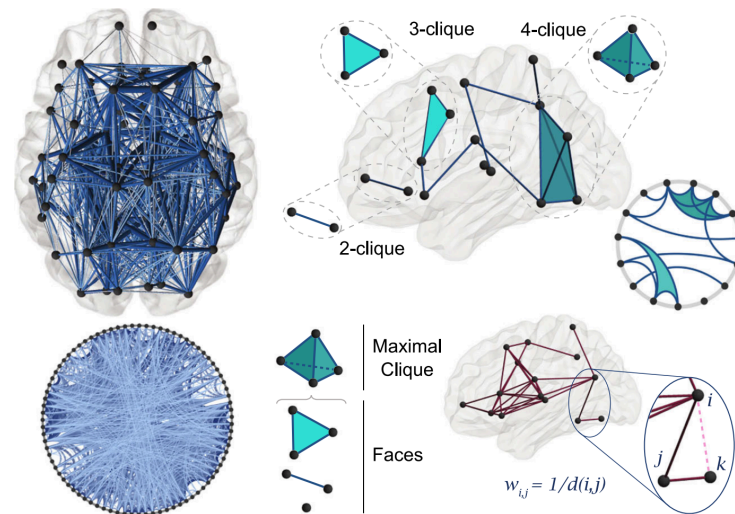 3-clique
4-clique
2-clique
Maximal
Clique
Faces
i
j
k
w_{i,j} = 1/d(i,j)